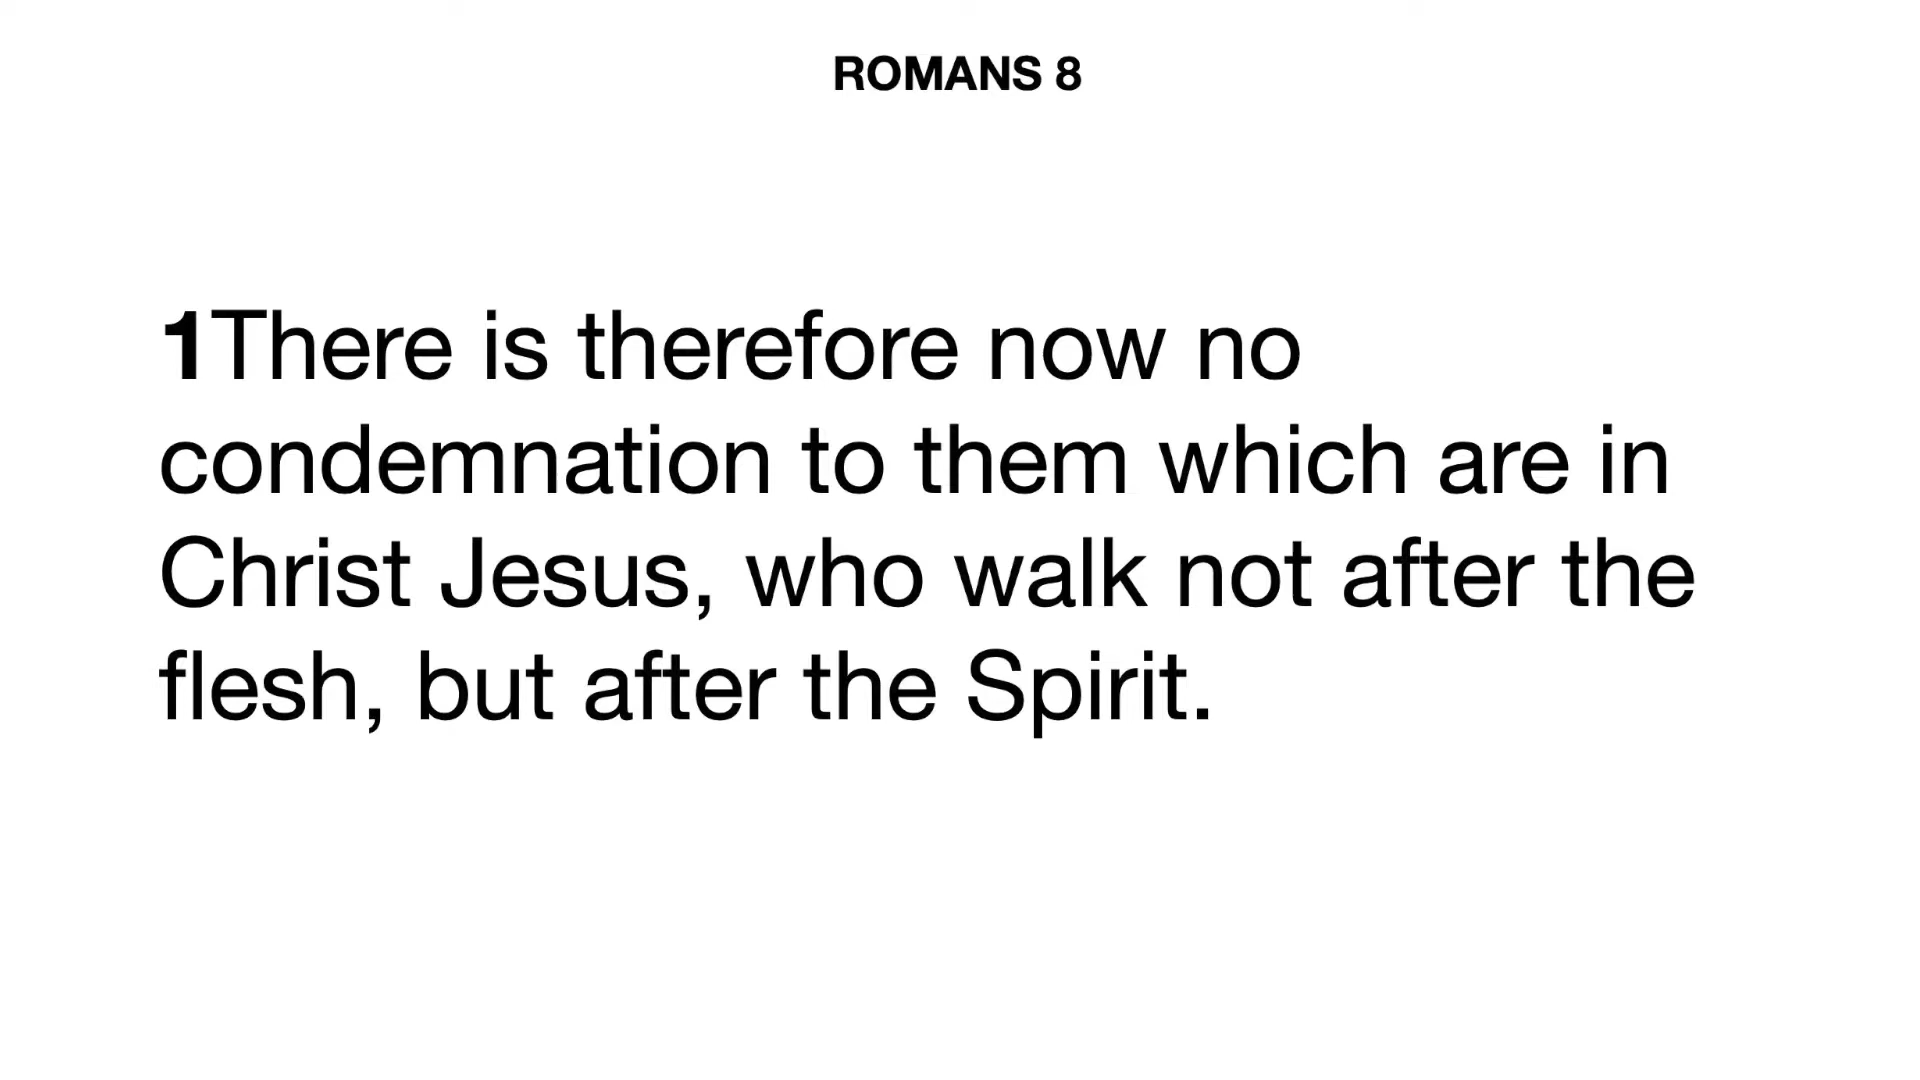 ROMANS 8
1There is therefore now no
condemnation to them which are in
Christ Jesus, who walk not after the
flesh, but after the Spirit.